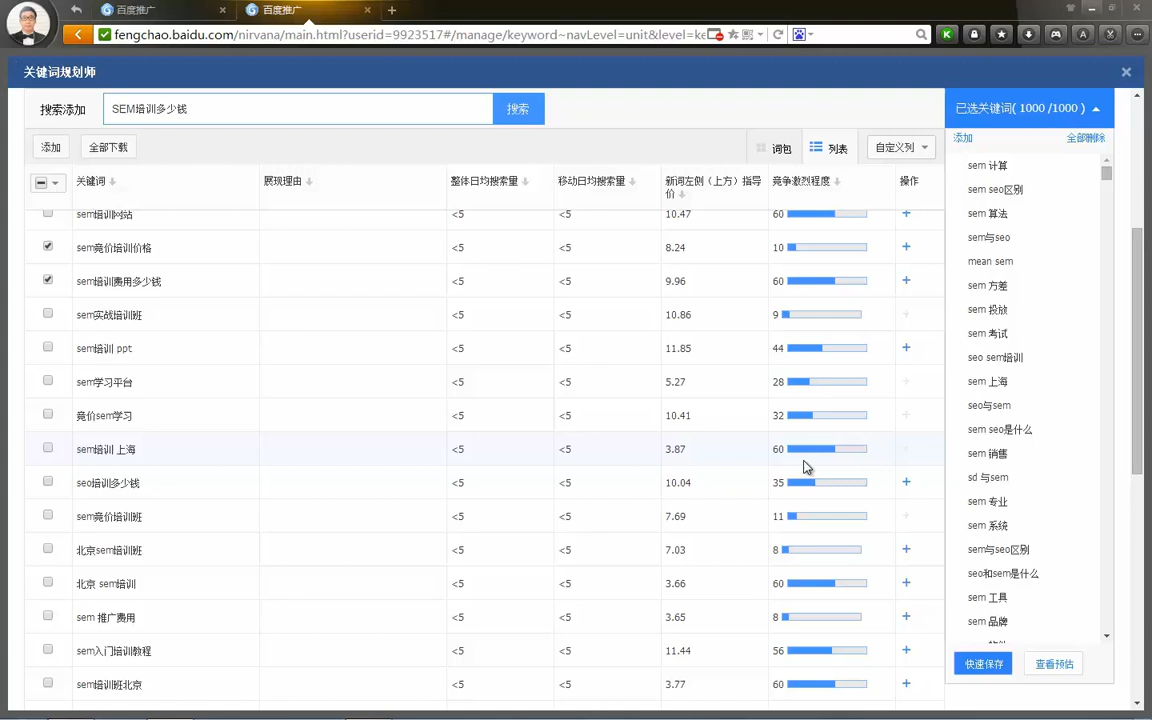 百度推广
百度推广
fengchao.baidu.com/nirvana/main.html?userid=9923517#/manage/keyword~navLevel=unit&level=ke
关键词规划师
搜索添加 SEM培训多少钱 搜索
已选关键词( 1000 /1000 )
添加 全部下载 词包 列表 自定义列
添加 全部删除
关键词 展现理由 整体日均搜索量 移动日均搜索量 新词左侧（上方）指导价 竞争激烈程度 操作
sem培训网站 <5 <5 10.47 60 +
sem竞价培训价格 <5 <5 8.24 10 +
sem培训费用多少钱 <5 <5 9.96 60 +
sem实战培训班 <5 <5 10.86 9 +
sem培训 ppt <5 <5 11.85 44 +
sem学习平台 <5 <5 5.27 28 +
竞价sem学习 <5 <5 10.41 32 +
sem培训 上海 <5 <5 3.87 60
seo培训多少钱 <5 <5 10.04 35 +
sem竞价培训班 <5 <5 7.69 11 +
北京sem培训班 <5 <5 7.03 8 +
北京 sem培训 <5 <5 3.66 60 +
sem 推广费用 <5 <5 3.65 8 +
sem入门培训教程 <5 <5 11.44 56 +
sem培训班北京 <5 <5 3.77 60 +
sem 计算
sem seo区别
sem 算法
sem与seo
mean sem
sem 方差
sem 投放
sem 考试
seo sem培训
sem 上海
seo与sem
sem seo是什么
sem 销售
sd 与sem
sem 专业
sem 系统
sem与seo区别
seo和sem是什么
sem 工具
sem 品牌
快速保存 查看预估